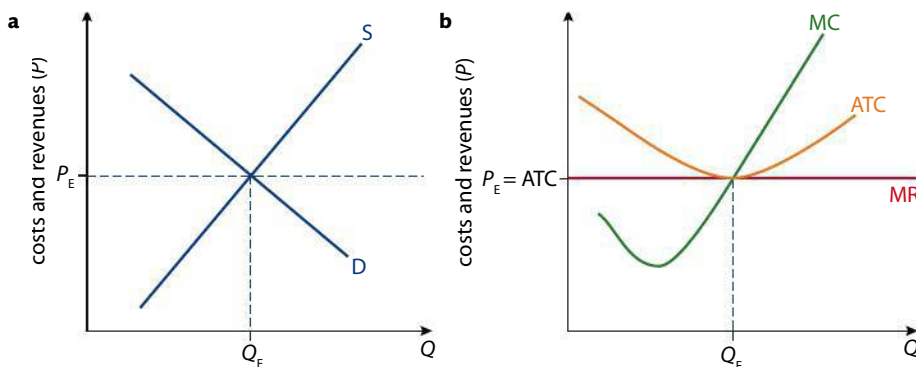 a
costs and revenues (P)
S
P_E
D
Q_E
Q
b
costs and revenues (P)
MC
ATC
P_E = ATC
MR
Q_E
Q